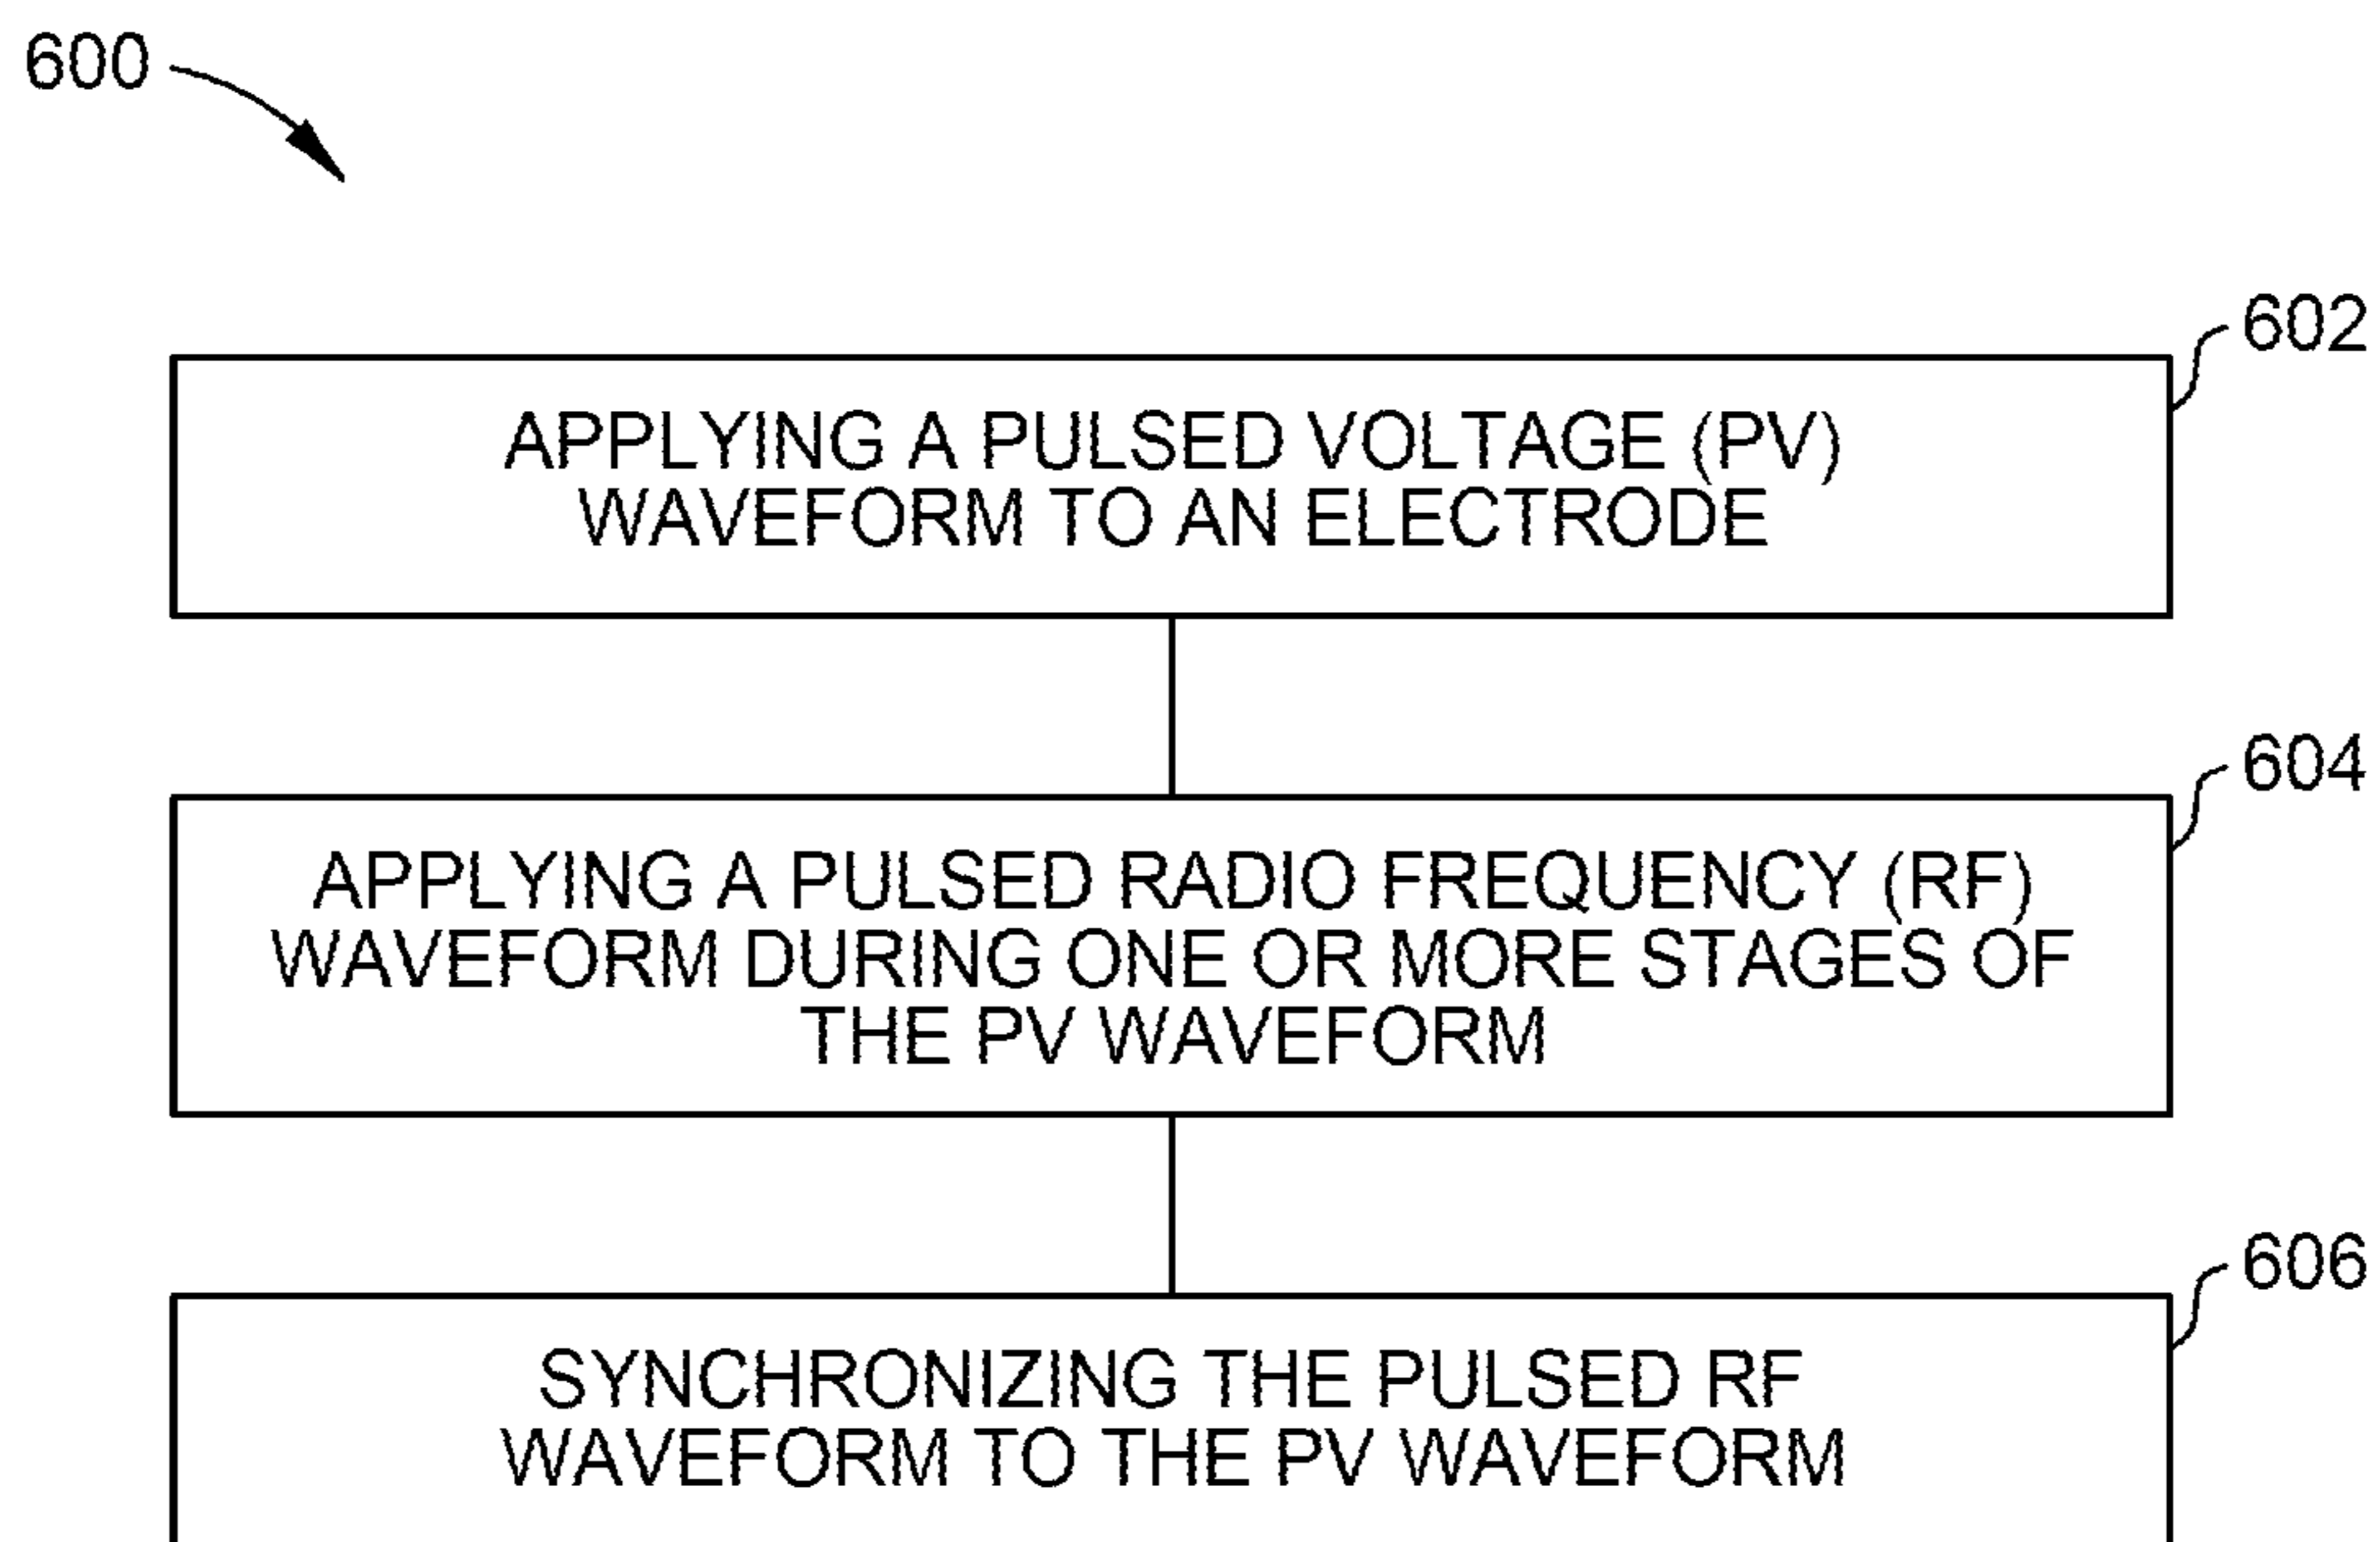 600
602
APPLYING A PULSED VOLTAGE (PV)
WAVEFORM TO AN ELECTRODE
604
APPLYING A PULSED RADIO FREQUENCY (RF)
WAVEFORM DURING ONE OR MORE STAGES OF
THE PV WAVEFORM
606
SYNCHRONIZING THE PULSED RF
WAVEFORM TO THE PV WAVEFORM